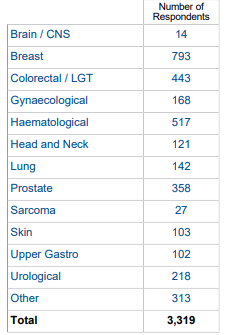 Number of
Respondents
Brain / CNS 14
Breast 793
Colorectal / LGT 443
Gynaecological 168
Haematological 517
Head and Neck 121
Lung 142
Prostate 358
Sarcoma 27
Skin 103
Upper Gastro 102
Urological 218
Other 313
Total 3,319